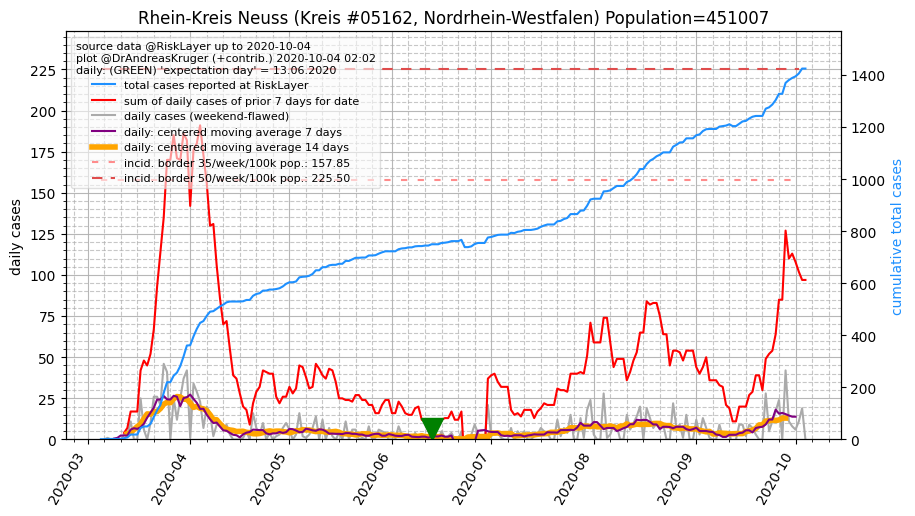 Rhein-Kreis Neuss (Kreis #05162, Nordrhein-Westfalen) Population=451007
source data @RiskLayer up to 2020-10-04
plot @DrAndreasKruger (+contrib.) 2020-10-04 02:02
daily: (GREEN) 'expectation day' = 13.06.2020
total cases reported at RiskLayer
sum of daily cases of prior 7 days for date
daily cases (weekend-flawed)
daily: centered moving average 7 days
daily: centered moving average 14 days
incid. border 35/week/100k pop.: 157.85
incid. border 50/week/100k pop.: 225.50
daily cases
225
200
175
150
125
100
75
50
25
0
cumulative total cases
1400
1200
1000
800
600
400
200
0
2020-03
2020-04
2020-05
2020-06
2020-07
2020-08
2020-09
2020-10